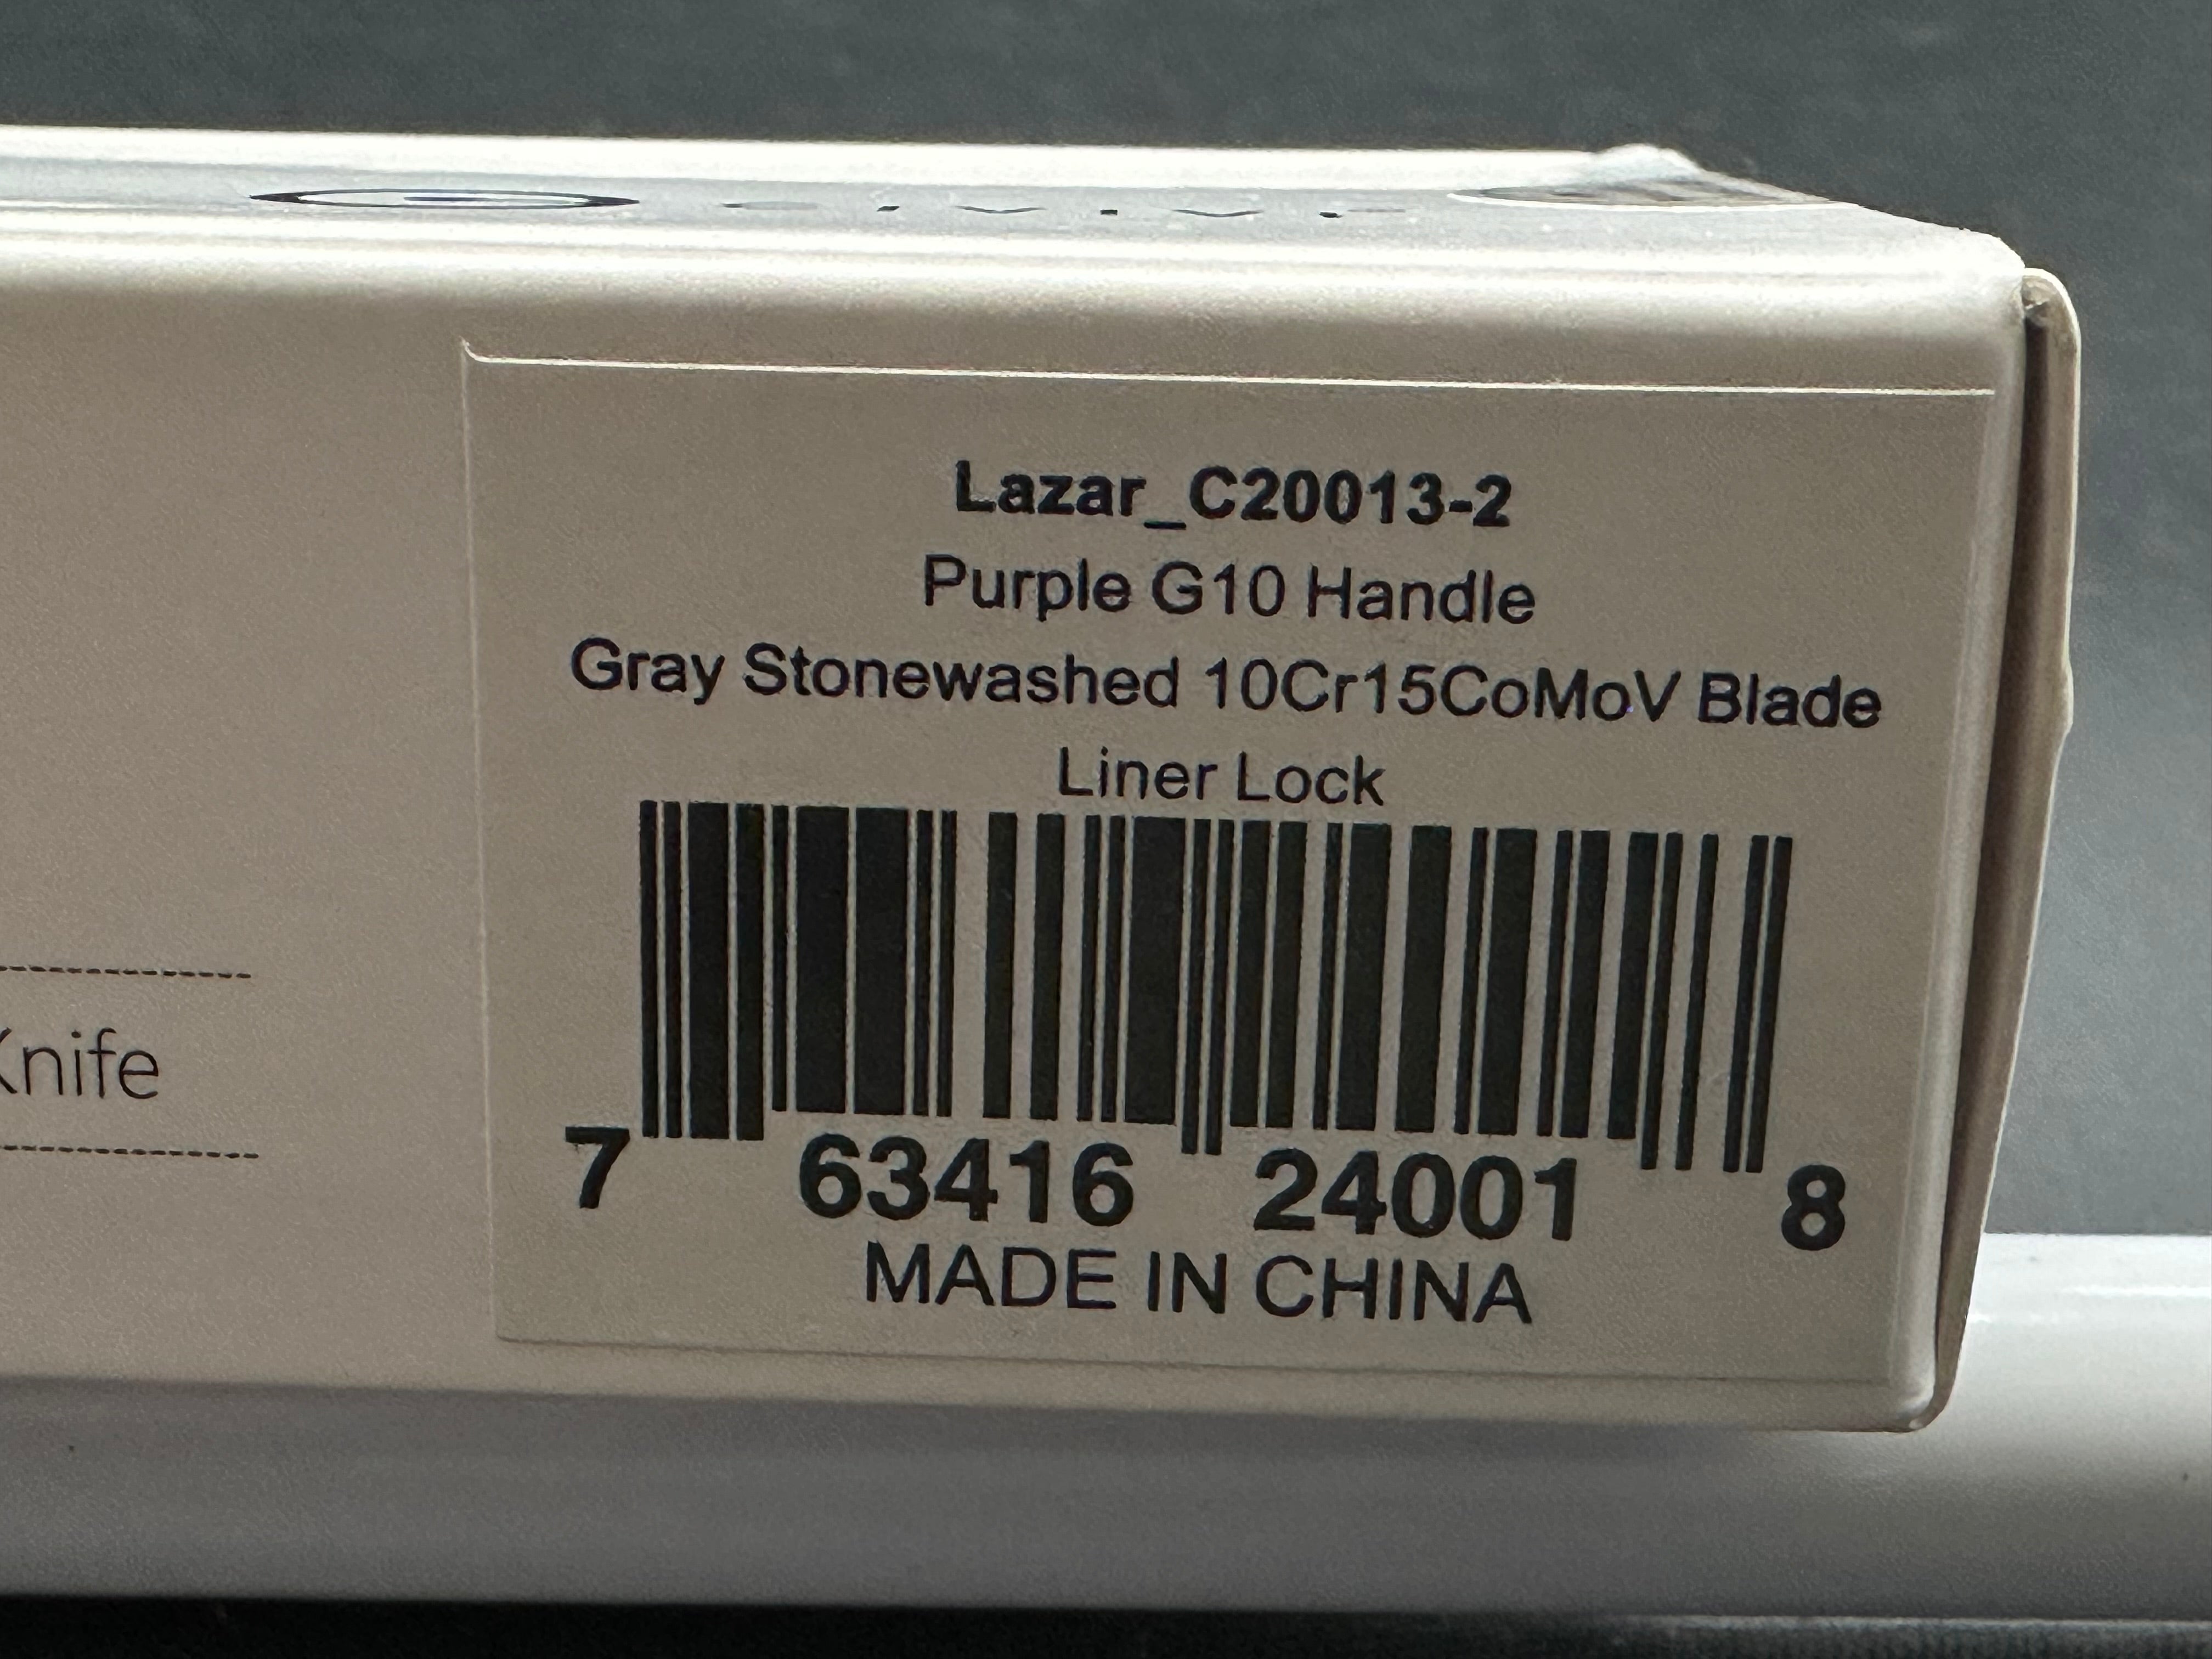 CIVIVI
Lazar_C20013-2
Purple G10 Handle
Gray Stonewashed 10Cr15CoMoV Blade
Liner Lock
Knife
7 63416 24001 8
MADE IN CHINA